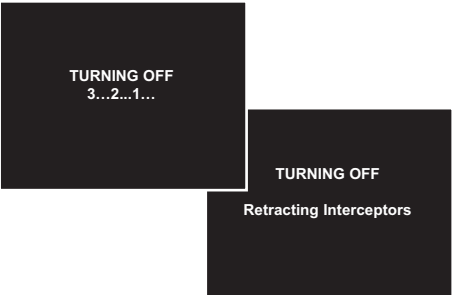 TURNING OFF
3…2...1…
TURNING OFF
Retracting Interceptors